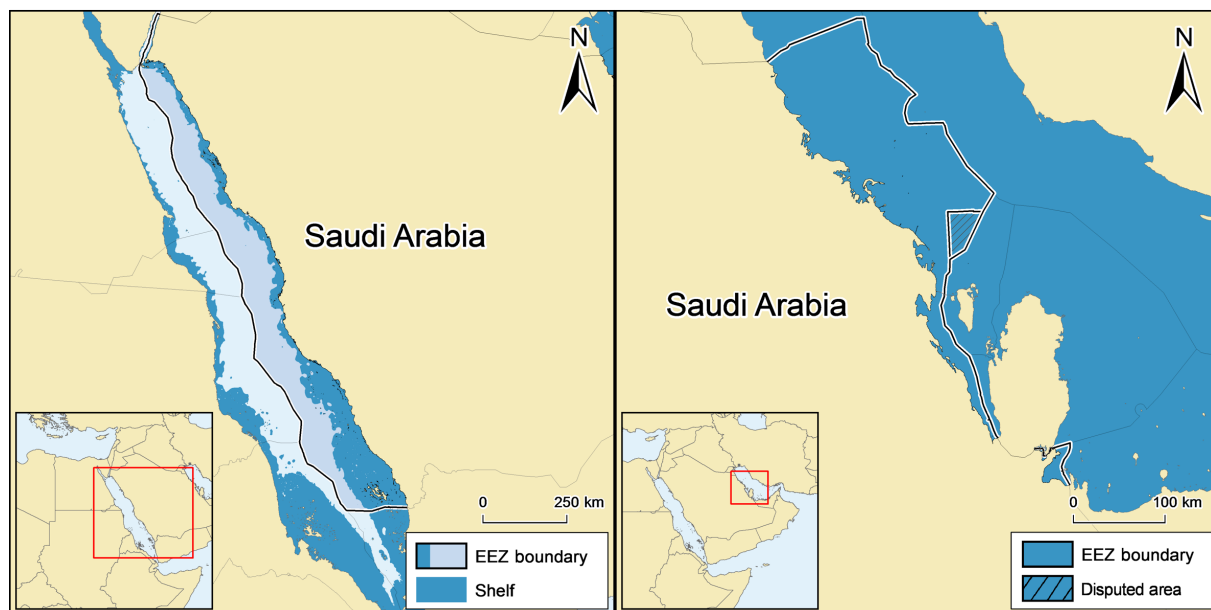 N
Saudi Arabia
0 250 km
EEZ boundary
Shelf
N
Saudi Arabia
0 100 km
EEZ boundary
Disputed area